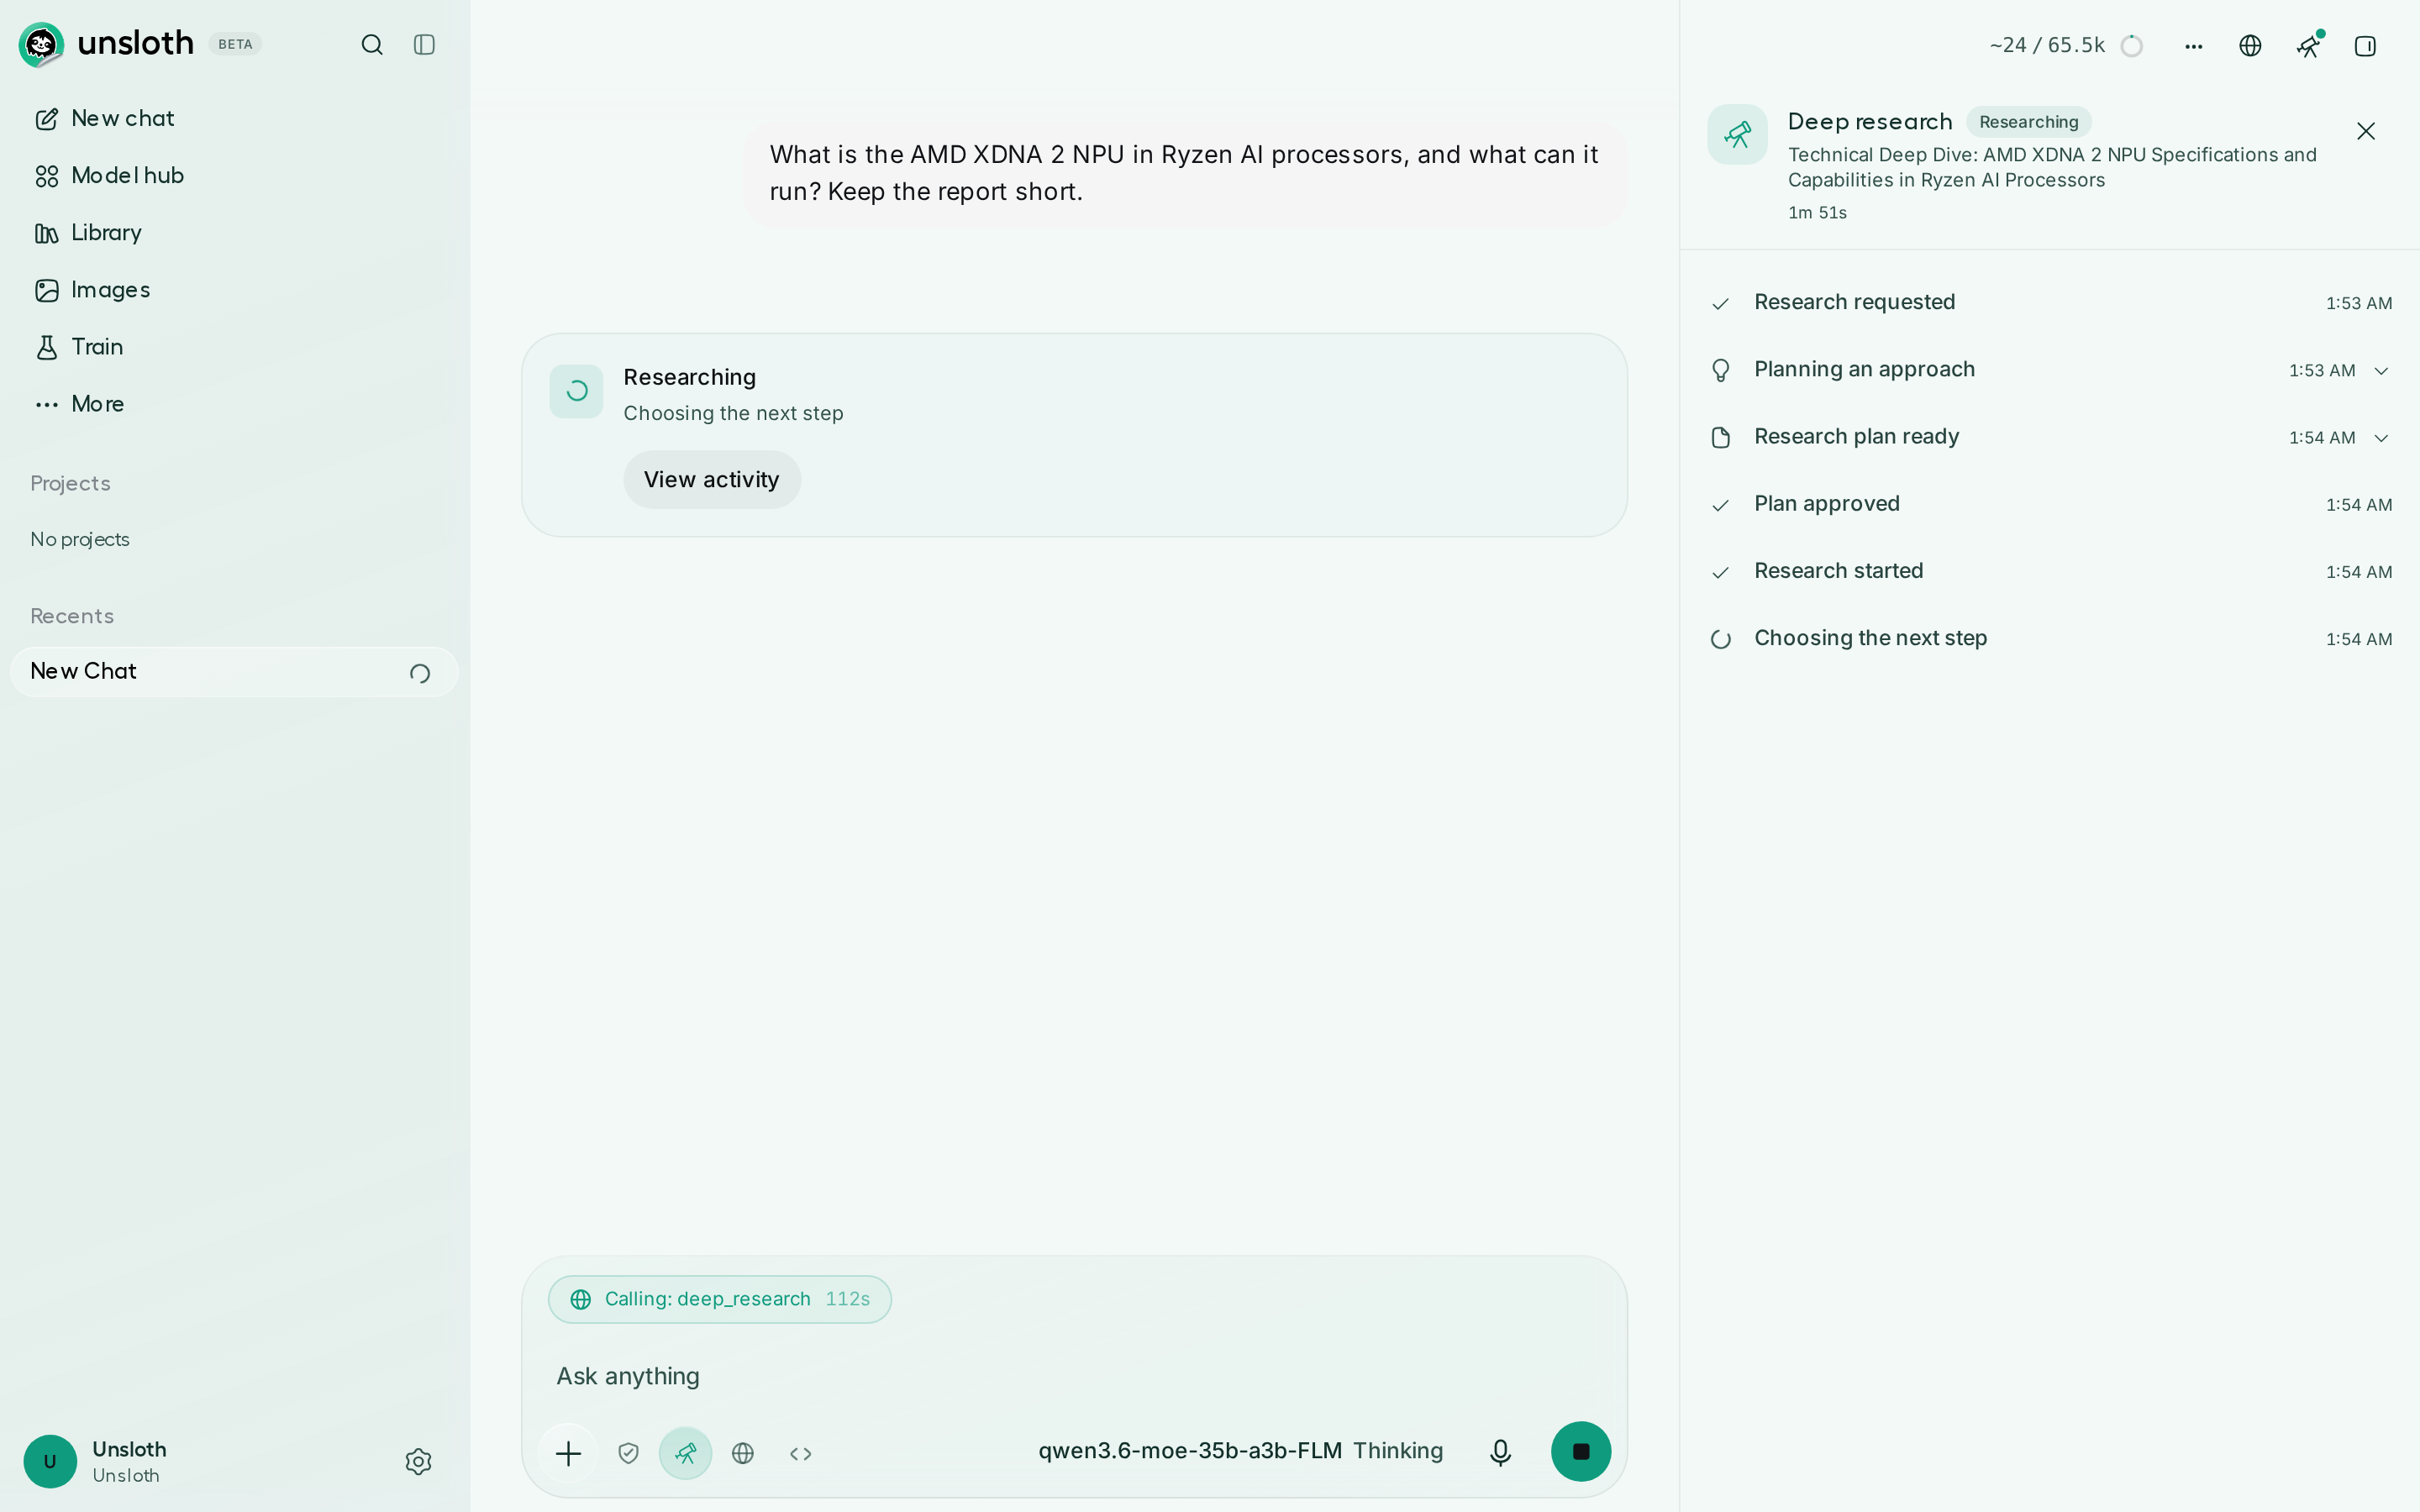 unsloth BETA
New chat
Model hub
Library
Images
Train
More
Projects
No projects
Recents
New Chat
U
Unsloth
Unsloth
What is the AMD XDNA 2 NPU in Ryzen AI processors, and what can it
run? Keep the report short.
Researching
Choosing the next step
View activity
Calling: deep_research 112s
Ask anything
qwen3.6-moe-35b-a3b-FLM Thinking
~24 / 65.5k
Deep research Researching
Technical Deep Dive: AMD XDNA 2 NPU Specifications and
Capabilities in Ryzen AI Processors
1m 51s
Research requested 1:53 AM
Planning an approach 1:53 AM
Research plan ready 1:54 AM
Plan approved 1:54 AM
Research started 1:54 AM
Choosing the next step 1:54 AM